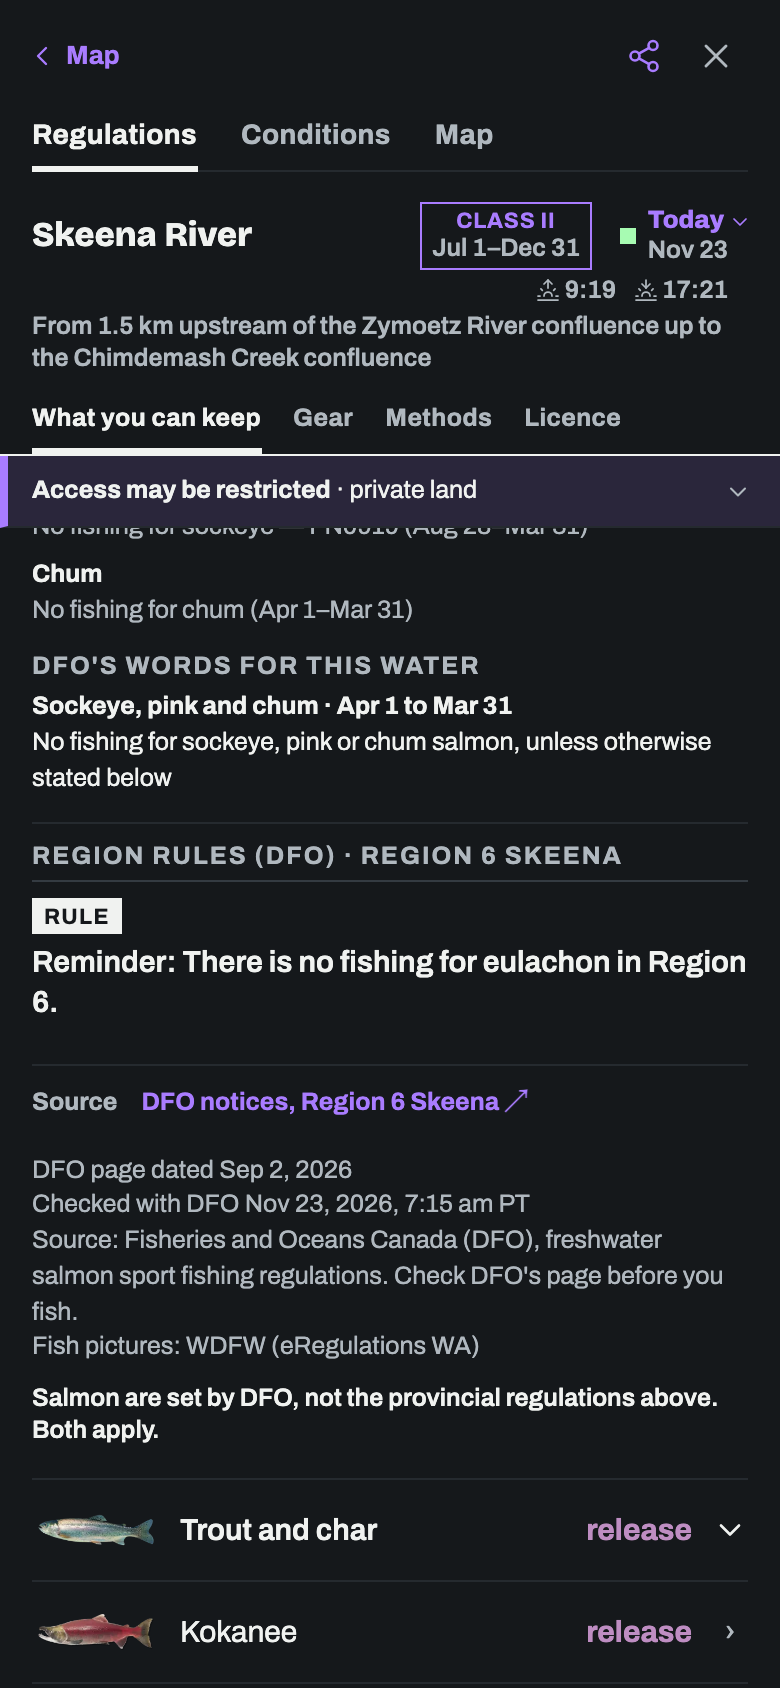 Map
Regulations Conditions Map
Skeena River
CLASS II
Jul 1–Dec 31
Today
Nov 23
9:19 17:21
From 1.5 km upstream of the Zymoetz River confluence up to
the Chimdemash Creek confluence
What you can keep Gear Methods Licence
Access may be restricted · private land
Chum
No fishing for chum (Apr 1–Mar 31)
DFO'S WORDS FOR THIS WATER
Sockeye, pink and chum · Apr 1 to Mar 31
No fishing for sockeye, pink or chum salmon, unless otherwise
stated below
REGION RULES (DFO) · REGION 6 SKEENA
RULE
Reminder: There is no fishing for eulachon in Region
6.
Source DFO notices, Region 6 Skeena
DFO page dated Sep 2, 2026
Checked with DFO Nov 23, 2026, 7:15 am PT
Source: Fisheries and Oceans Canada (DFO), freshwater
salmon sport fishing regulations. Check DFO's page before you
fish.
Fish pictures: WDFW (eRegulations WA)
Salmon are set by DFO, not the provincial regulations above.
Both apply.
Trout and char release
Kokanee release